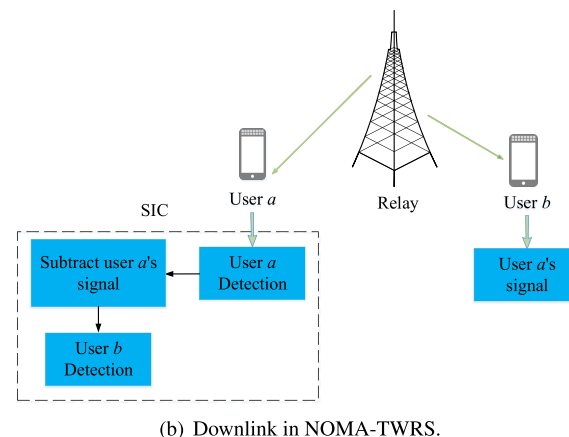 User a
Relay
User b
SIC
Subtract user a's
signal
User a
Detection
User a's
signal
User b
Detection
(b) Downlink in NOMA-TWRS.